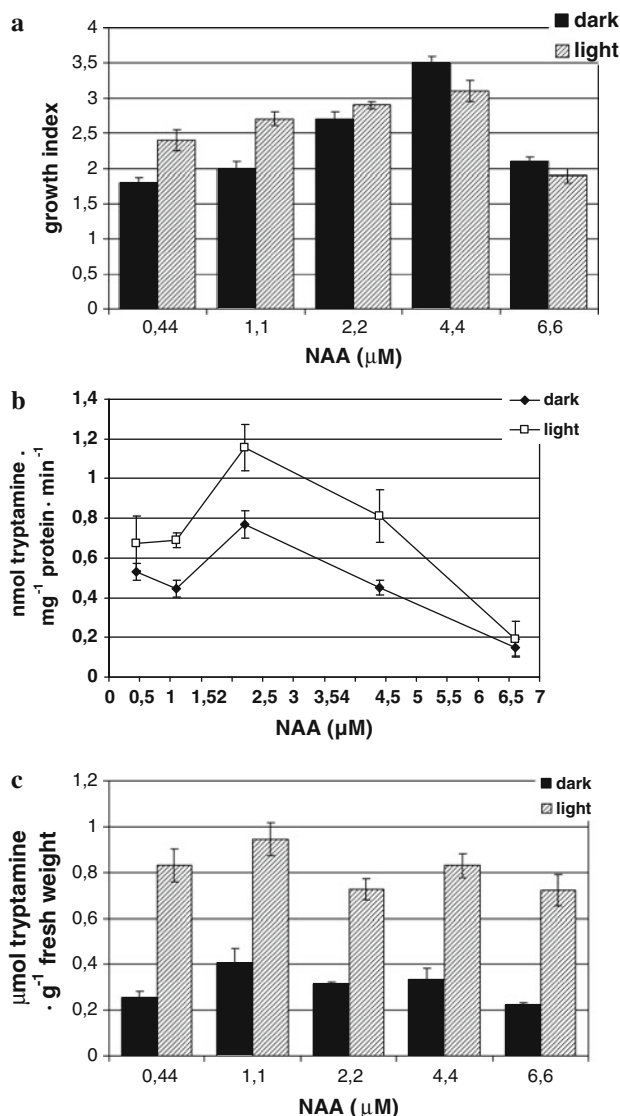 a
dark
light
growth index
3,5
3
2,5
2
1,5
1
0,5
0
0,44 1,1 2,2 4,4 6,6
NAA (µM)
b
dark
light
nmol tryptamine .
mg⁻¹ protein · min⁻¹
1,4
1,2
1
0,8
0,6
0,4
0,2
0
0 0,5 1 1,52 2,5 3 3,54 4,5 5 5,5 6 6,5 7
NAA (µM)
c
dark
light
µmol tryptamine
· g⁻¹ fresh weight
1,2
1
0,8
0,6
0,4
0,2
0
0,44 1,1 2,2 4,4 6,6
NAA (µM)